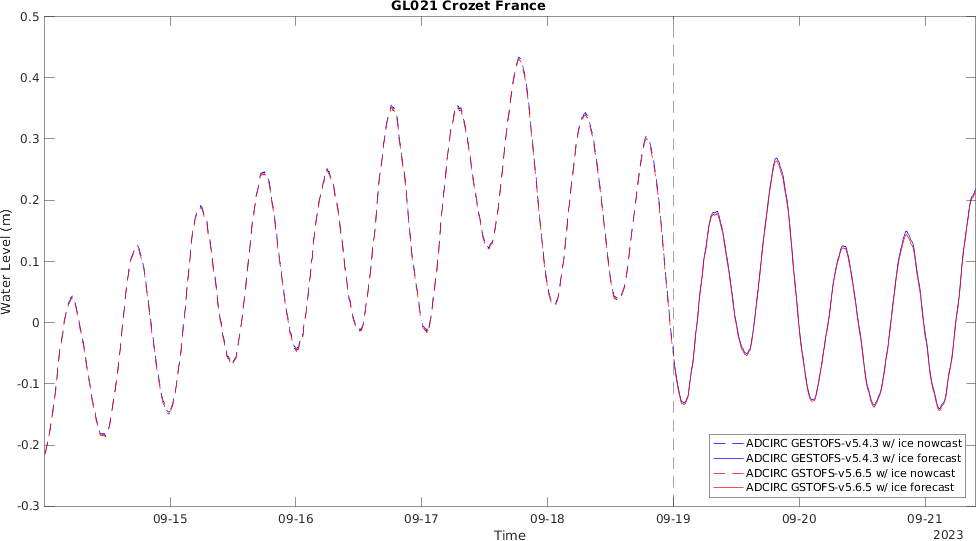 GL021 Crozet France
0.5
0.4
0.3
0.2
0.1
0
-0.1
-0.2
-0.3
Water Level (m)
09-15 09-16 09-17 09-18 09-19 09-20 09-21
Time
2023
ADCIRC GESTOFS-v5.4.3 w/ ice nowcast
ADCIRC GESTOFS-v5.4.3 w/ ice forecast
ADCIRC GSTOFS-v5.6.5 w/ ice nowcast
ADCIRC GSTOFS-v5.6.5 w/ ice forecast